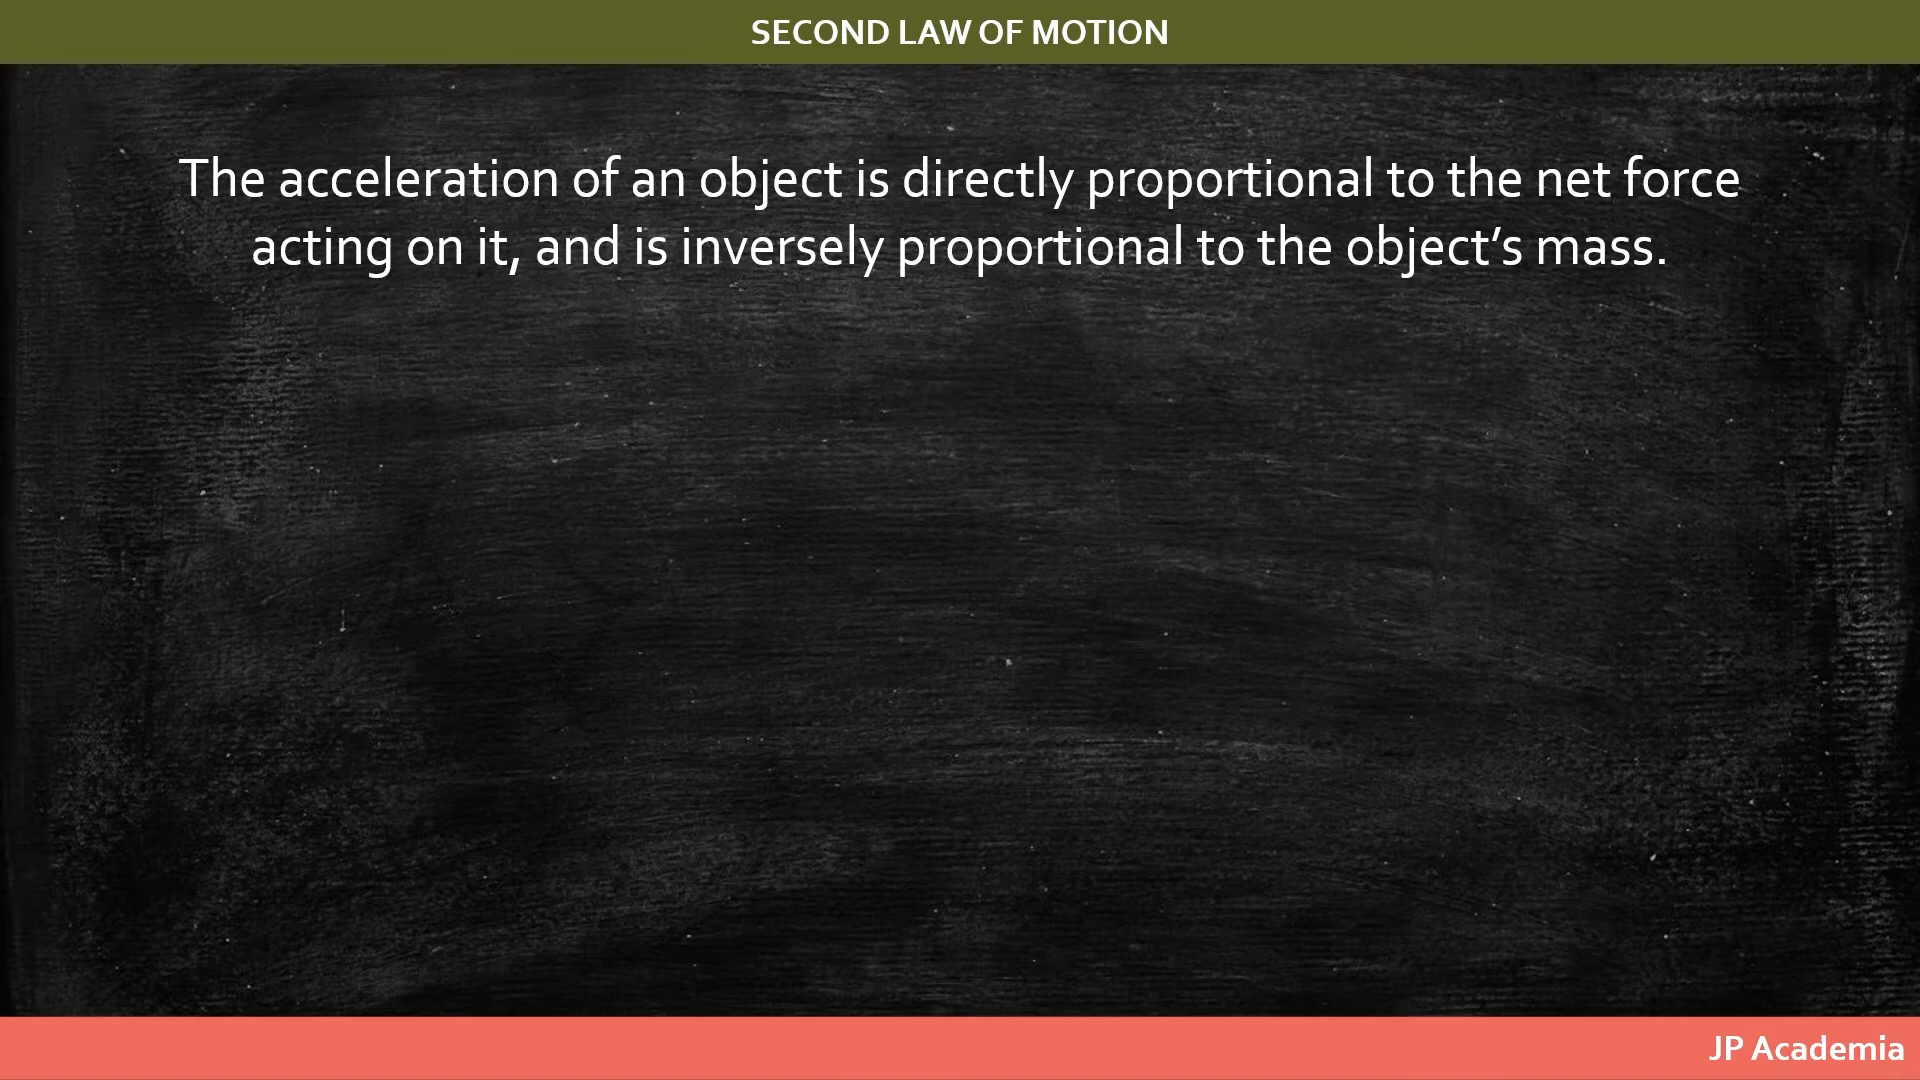 SECOND LAW OF MOTION
The acceleration of an object is directly proportional to the net force
acting on it, and is inversely proportional to the object’s mass.
JP Academia